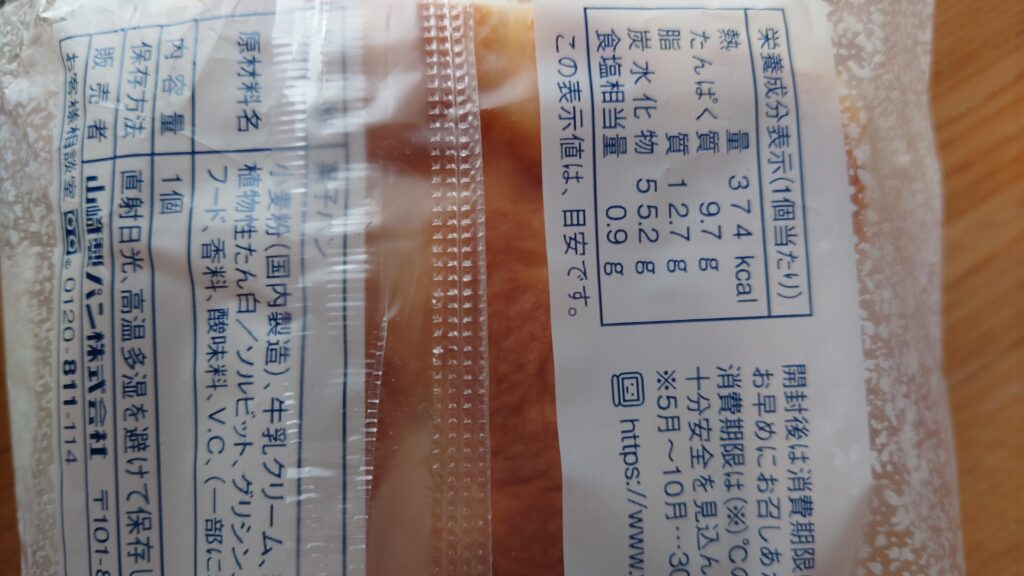 栄養成分表示(1個当たり)
熱量 374 kcal
たんぱく質 9.7 g
脂質 12.7 g
炭水化物 55.2 g
食塩相当量 0.9 g
この表示値は、目安です。
開封後は消費期限
お早めにお召しあ
消費期限は(※)℃の
十分安全を見込ん
※5月～10月…30
https://www.
菓子パン
原材料名 小麦粉(国内製造)、牛乳クリーム、
植物性たん白/ソルビット、グリシン、
フード、香料、酸味料、V.C、(一部に
内容量 1個
保存方法 直射日光、高温多湿を避けて保存し
販売者 山崎製パン株式会社 〒101-8
お客様相談室 0120-811-114